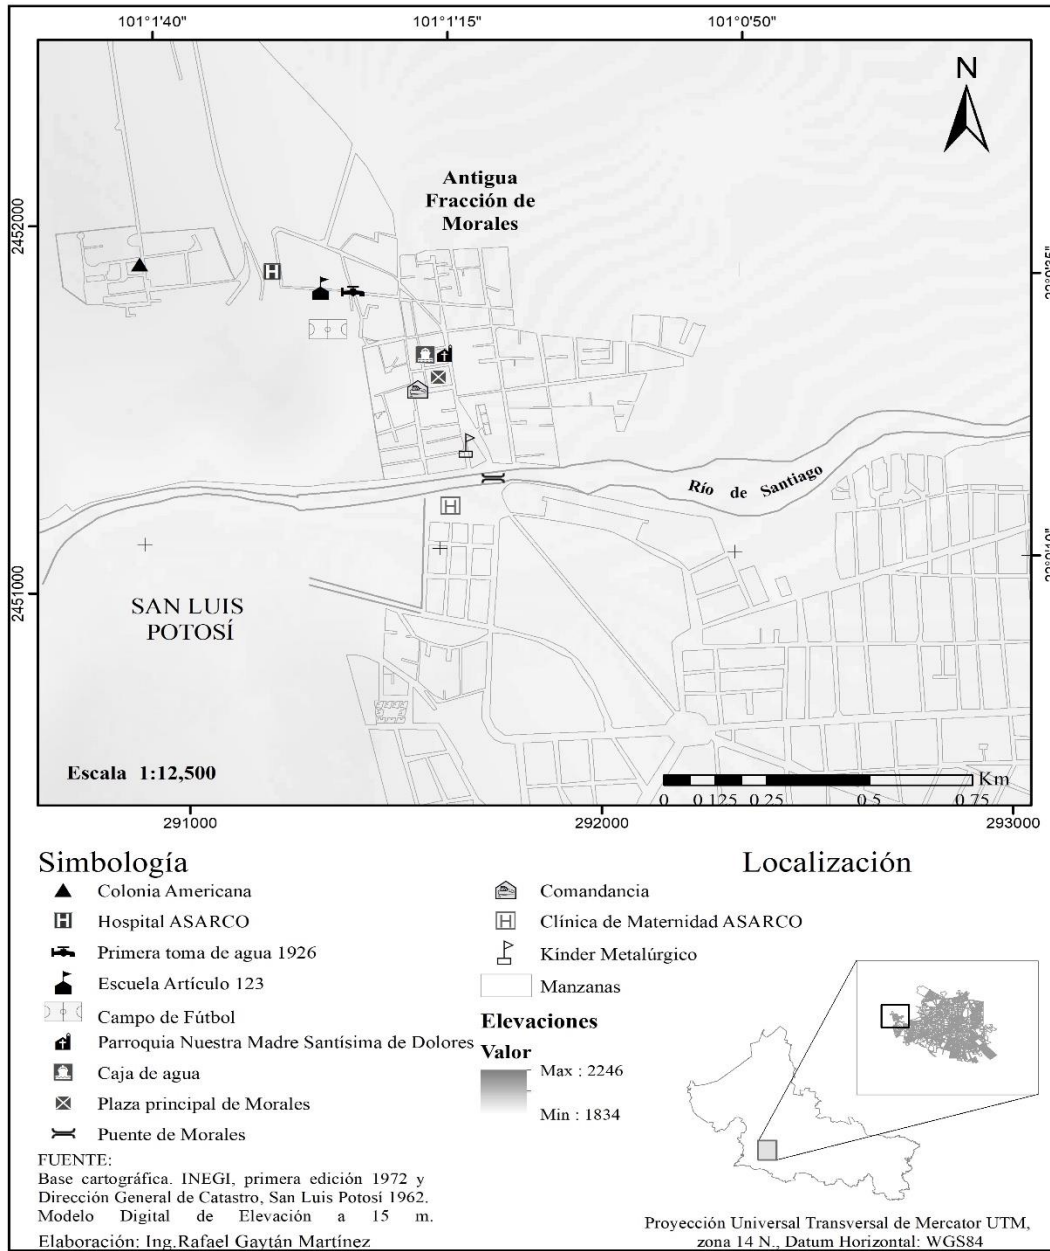 101°1'40"
101°1'15"
101°0'50"
N
Antigua
Fracción de
Morales
2452000
Río de Santiago
2451000
SAN LUIS
POTOSÍ
Escala 1:12,500
Km
0 0.125 0.25 0.5 0.75
291000
292000
293000
Simbología
Colonia Americana
Hospital ASARCO
Primera toma de agua 1926
Escuela Artículo 123
Campo de Fútbol
Parroquia Nuestra Madre Santísima de Dolores
Caja de agua
Plaza principal de Morales
Puente de Morales
Comandancia
Clínica de Maternidad ASARCO
Kínder Metalúrgico
Manzanas
Elevaciones
Valor
Max : 2246
Min : 1834
Localización
FUENTE:
Base cartográfica. INEGI, primera edición 1972 y
Dirección General de Catastro, San Luis Potosí 1962.
Modelo Digital de Elevación a 15 m.
Elaboración: Ing.Rafael Gaytán Martínez
Proyección Universal Transversal de Mercator UTM,
zona 14 N., Datum Horizontal: WGS84